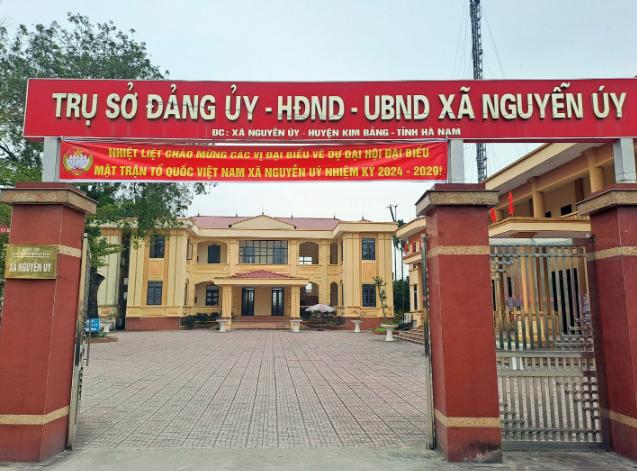 TRỤ SỞ ĐẢNG ỦY - HĐND - UBND XÃ NGUYỄN ÚY
ĐC: XÃ NGUYỄN ÚY - HUYỆN KIM BẢNG - TỈNH HÀ NAM
NHIỆT LIỆT CHÀO MỪNG CÁC VỊ ĐẠI BIỂU VỀ DỰ ĐẠI HỘI ĐẠI BIỂU
MẶT TRẬN TỔ QUỐC VIỆT NAM XÃ NGUYỄN UÝ NHIỆM KỲ 2024 - 2029!
XÃ NGUYỄN ÚY